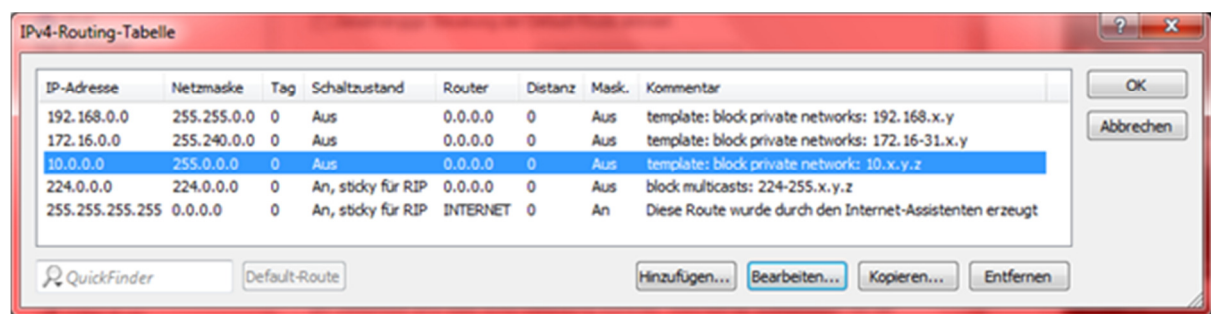 IPv4-Routing-Tabelle
IP-Adresse Netzmaske Tag Schaltzustand Router Distanz Mask. Kommentar
192.168.0.0 255.255.0.0 0 Aus 0.0.0.0 0 Aus template: block private networks: 192.168.x.y
172.16.0.0 255.240.0.0 0 Aus 0.0.0.0 0 Aus template: block private networks: 172.16-31.x.y
10.0.0.0 255.0.0.0 0 Aus 0.0.0.0 0 Aus template: block private network: 10.x.y.z
224.0.0.0 224.0.0.0 0 An, sticky für RIP 0.0.0.0 0 Aus block multicasts: 224-255.x.y.z
255.255.255.255 0.0.0.0 0 An, sticky für RIP INTERNET 0 An Diese Route wurde durch den Internet-Assistenten erzeugt
OK
Abbrechen
QuickFinder Default-Route Hinzufügen... Bearbeiten... Kopieren... Entfernen